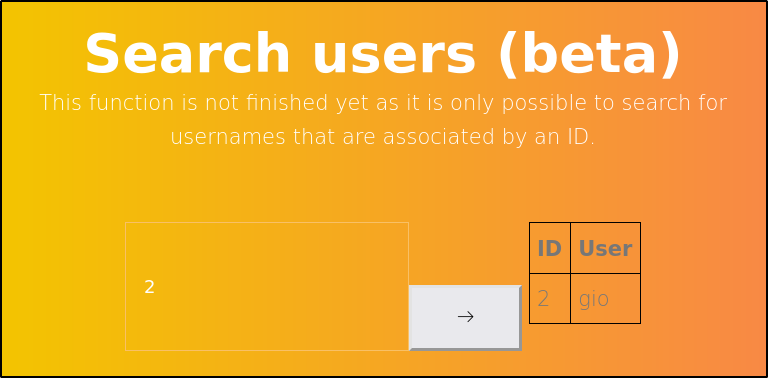 Search users (beta)
This function is not finished yet as it is only possible to search for
usernames that are associated by an ID.
2
→
ID User
2 gio